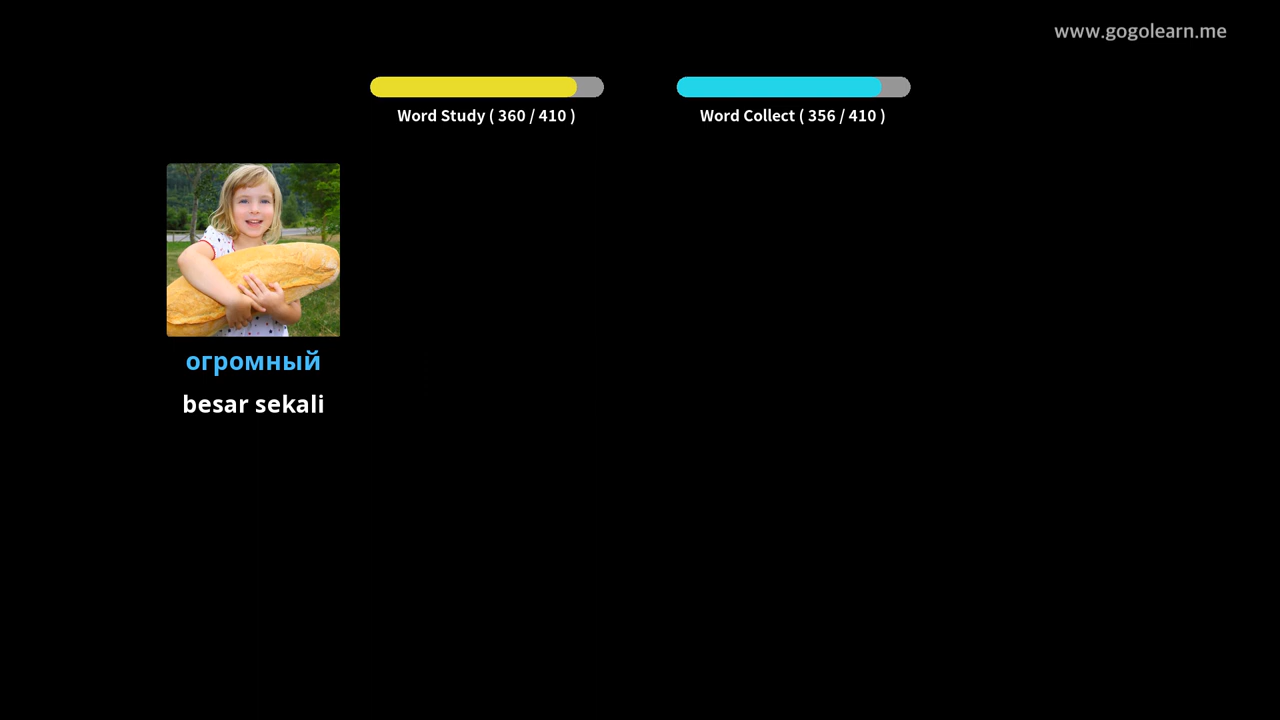 www.gogolearn.me
Word Study ( 360 / 410 )
Word Collect ( 356 / 410 )
огромный
besar sekali